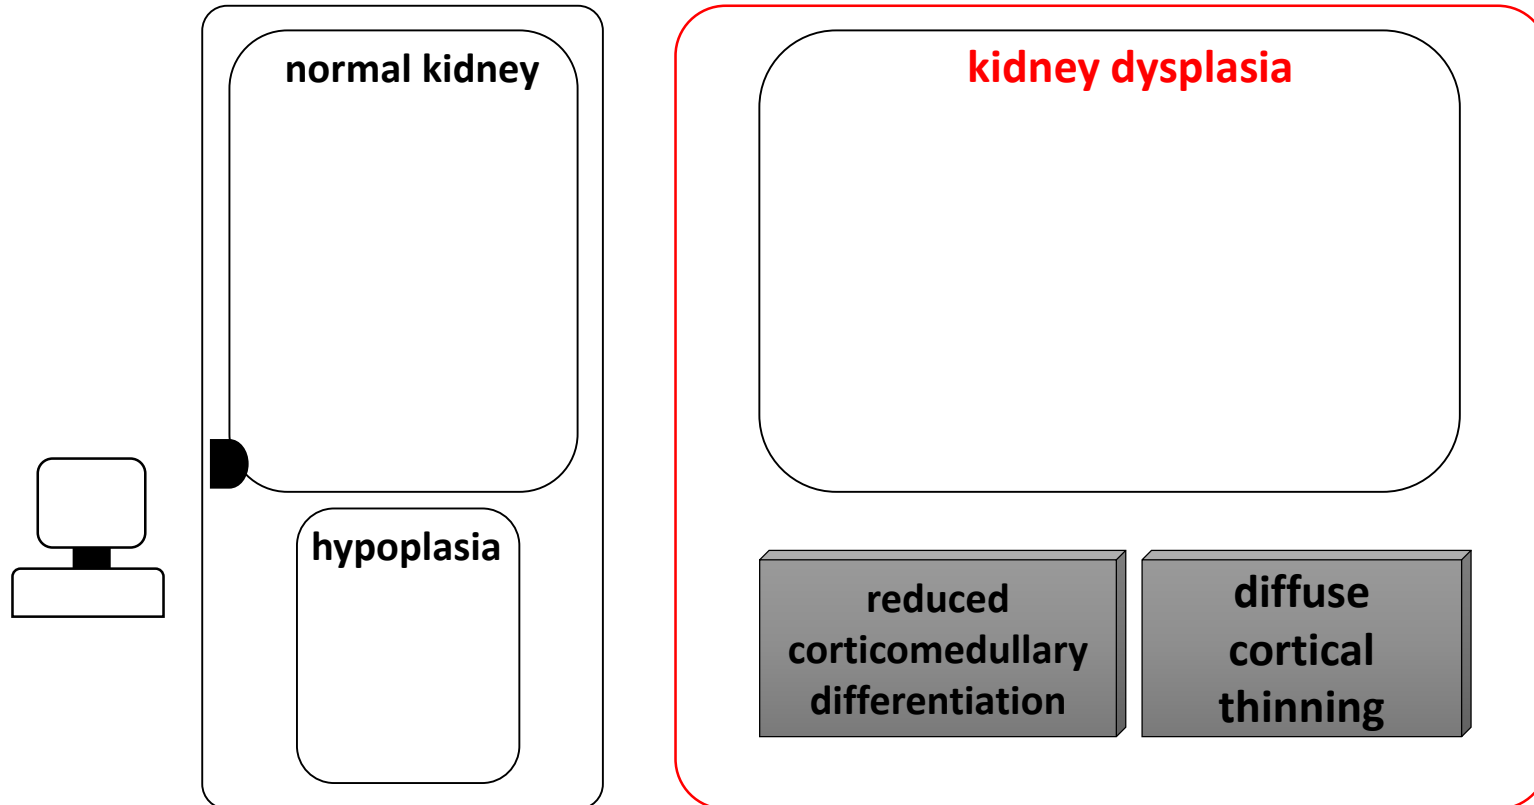 normal kidney
kidney dysplasia
hypoplasia
reduced
corticomedullary
differentiation
diffuse
cortical
thinning